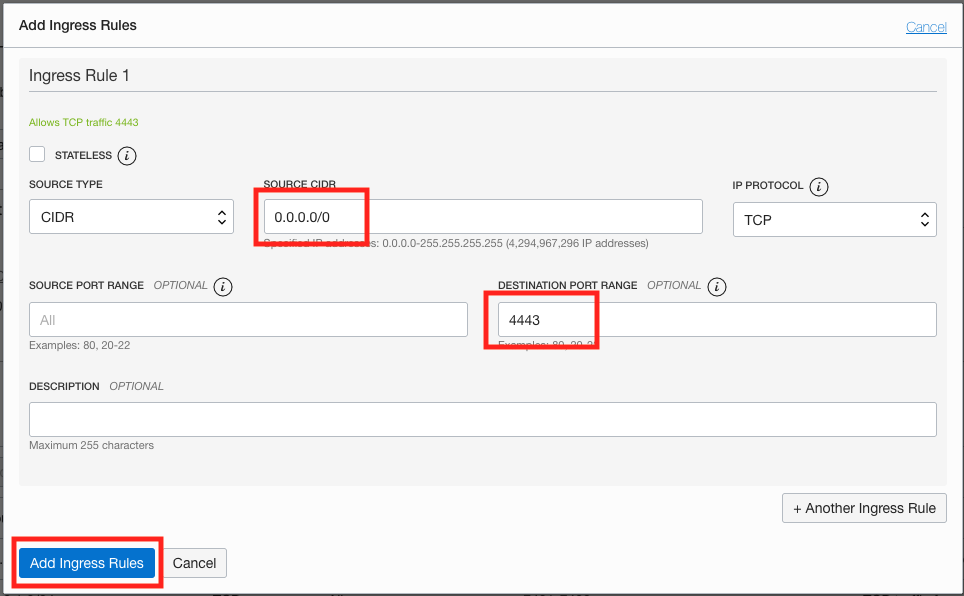 Add Ingress Rules
Cancel
Ingress Rule 1
Allows TCP traffic 4443
STATELESS i
SOURCE TYPE
SOURCE CIDR
IP PROTOCOL i
CIDR
0.0.0.0/0
TCP
Specified IP addresses: 0.0.0.0-255.255.255.255 (4,294,967,296 IP addresses)
SOURCE PORT RANGE OPTIONAL i
DESTINATION PORT RANGE OPTIONAL i
All
4443
Examples: 80, 20-22
Examples: 80, 20-22
DESCRIPTION OPTIONAL
Maximum 255 characters
+ Another Ingress Rule
Add Ingress Rules
Cancel